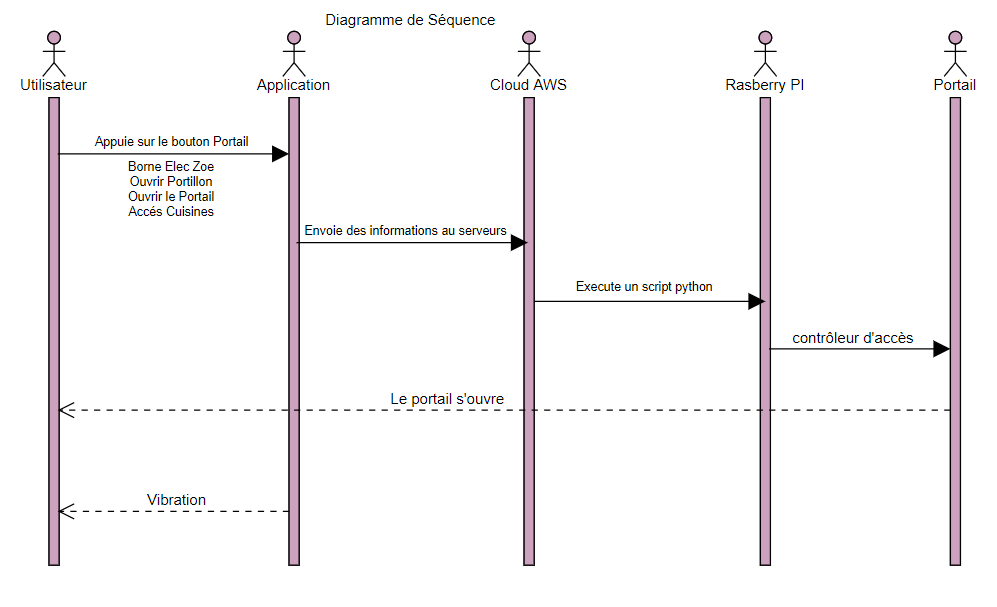 Diagramme de Séquence
Utilisateur
Application
Cloud AWS
Rasberry PI
Portail
Appuie sur le bouton Portail
Borne Elec Zoe
Ouvrir Portillon
Ouvrir le Portail
Accés Cuisines
Envoie des informations au serveurs
Execute un script python
contrôleur d'accès
Le portail s'ouvre
Vibration